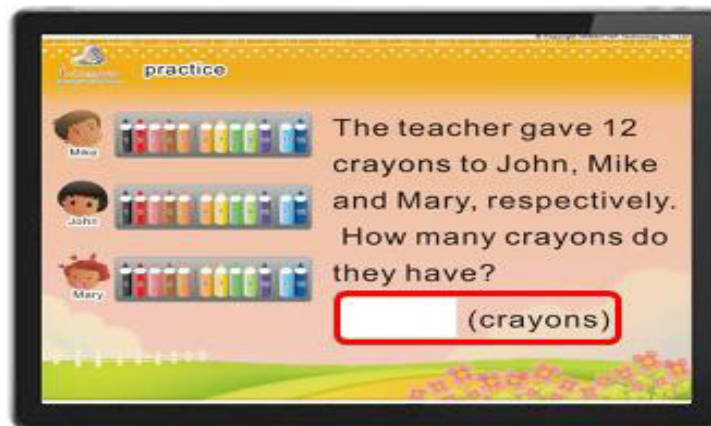 practice
Mike
John
Mary
The teacher gave 12
crayons to John, Mike
and Mary, respectively.
How many crayons do
they have?
(crayons)